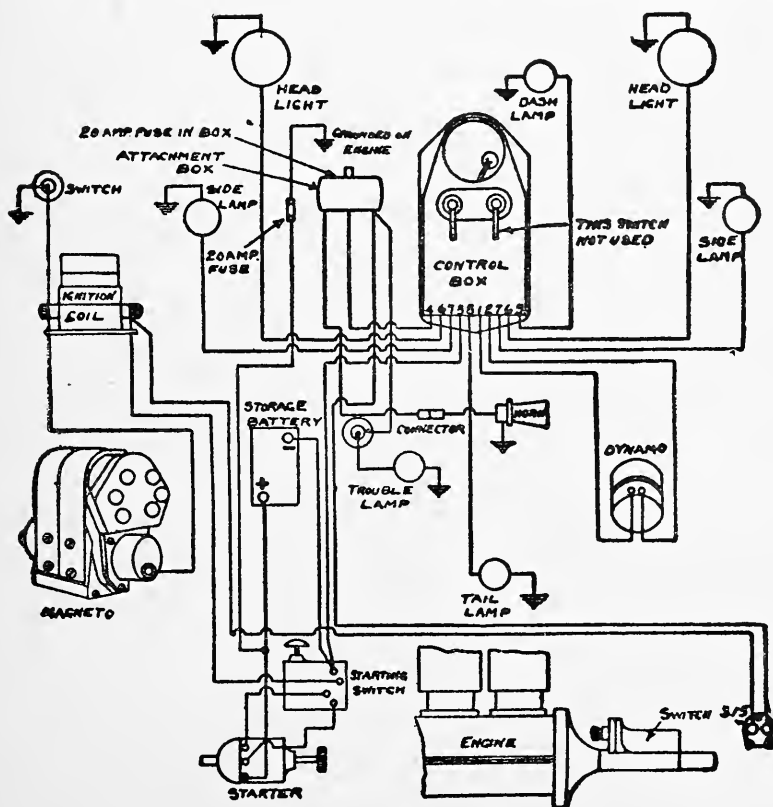 HEAD
LIGHT
DASH
LAMP
HEAD
LIGHT
20 AMP. FUSE IN BOX
ATTACHMENT
BOX
GROUNDED ON
ENGINE
SWITCH
SIDE
LAMP
20 AMP.
FUSE
THIS SWITCH
NOT USED
SIDE
LAMP
CONTROL
BOX
IGNITION
COIL
STORAGE
BATTERY
−
+
CONNECTOR
HORN
DYNAMO
TROUBLE
LAMP
MAGNETO
TAIL
LAMP
STARTING
SWITCH
SWITCH
ENGINE
STARTER